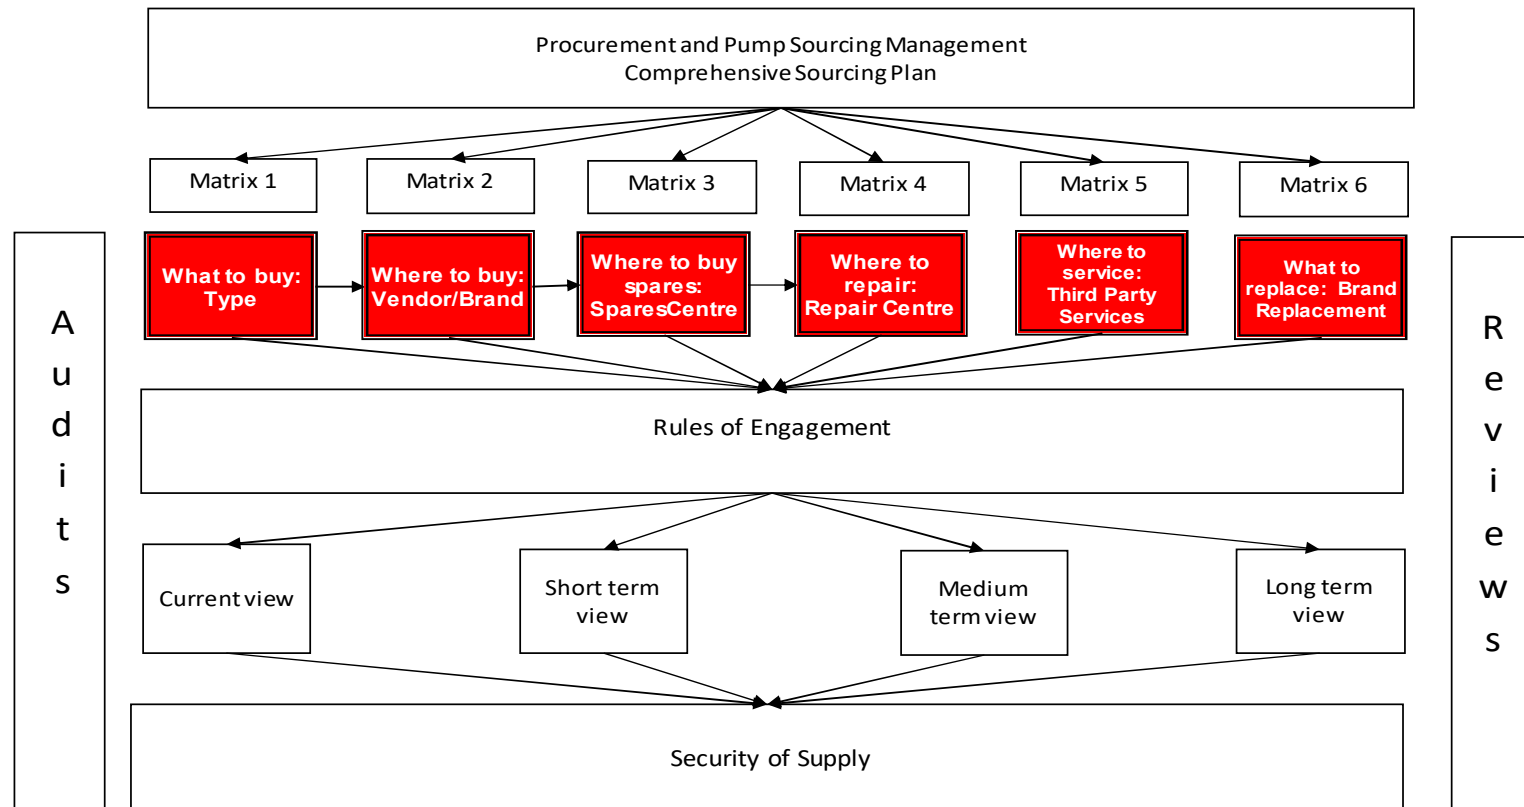 Procurement and Pump Sourcing Management
Comprehensive Sourcing Plan
Matrix 1
Matrix 2
Matrix 3
Matrix 4
Matrix 5
Matrix 6
What to buy:
Type
Where to buy:
Vendor/Brand
Where to buy
spares:
SparesCentre
Where to
repair:
Repair Centre
Where to
service:
Third Party
Services
What to
replace: Brand
Replacement
A
u
d
i
t
s
R
e
v
i
e
w
s
Rules of Engagement
Current view
Short term
view
Medium
term view
Long term
view
Security of Supply